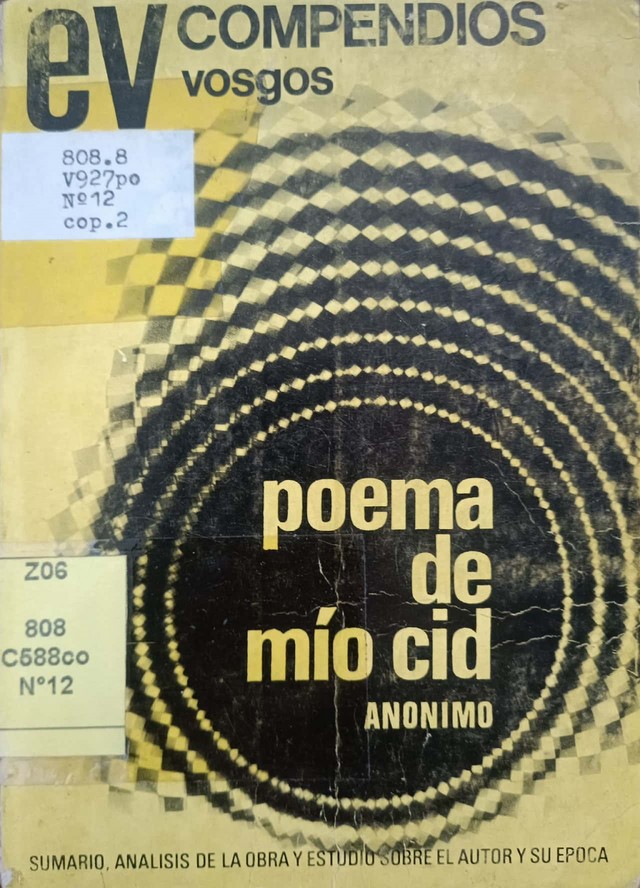 ev COMPENDIOS
vosgos
808.8
V927po
Nº12
cop.2
poema
de
mío cid
ANONIMO
Z06
808
C588co
N°12
SUMARIO, ANALISIS DE LA OBRA Y ESTUDIO SOBRE EL AUTOR Y SU EPOCA